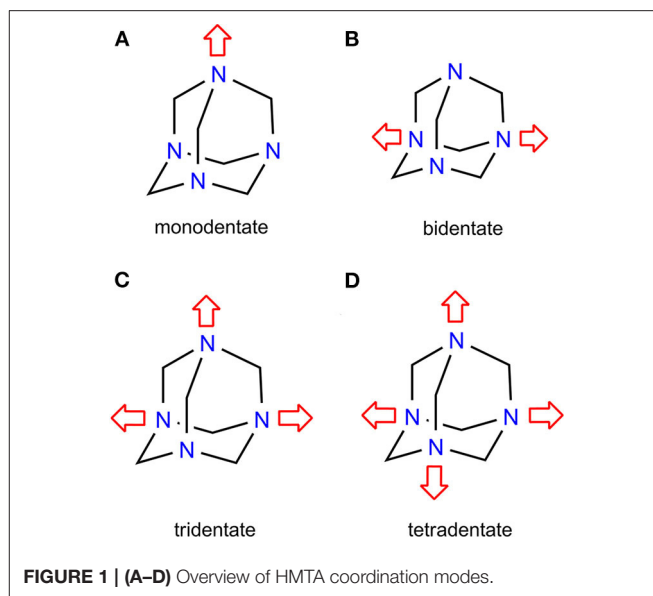 A
B
N
N
N
N
N
N
N
N
monodentate
bidentate
C
D
N
N
N
N
N
N
N
N
tridentate
tetradentate
FIGURE 1 | (A–D) Overview of HMTA coordination modes.